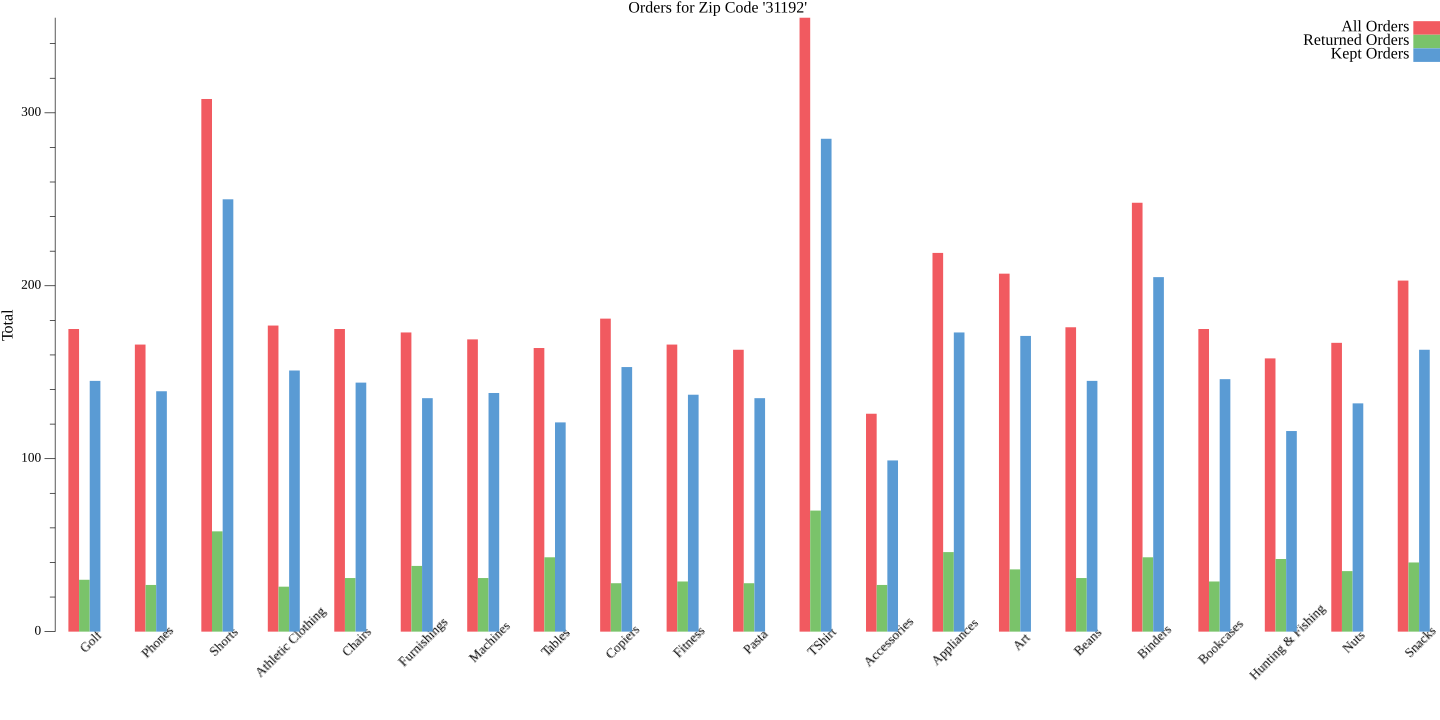 Orders for Zip Code '31192'
All Orders
Returned Orders
Kept Orders
Total
300
200
100
0
Golf
Phones
Shorts
Athletic Clothing
Chairs
Furnishings
Machines
Tables
Copiers
Fitness
Pasta
TShirt
Accessories
Appliances
Art
Beans
Binders
Bookcases
Hunting & Fishing
Nuts
Snacks